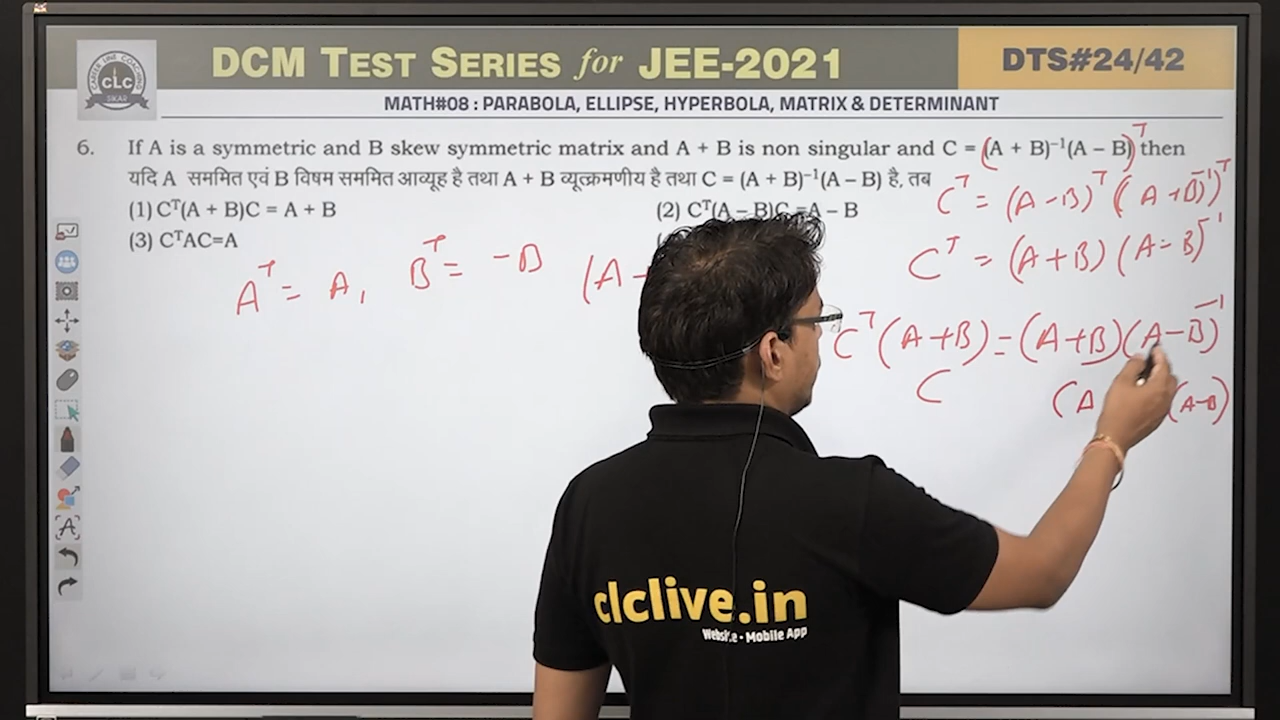 DCM TEST SERIES for JEE-2021
DTS#24/42
CLC
SIKAR
MATH#08 : PARABOLA, ELLIPSE, HYPERBOLA, MATRIX & DETERMINANT
6. If A is a symmetric and B skew symmetric matrix and A + B is non singular and C = (A + B)⁻¹(A – B) then
यदि A सममित एवं B विषम सममित आव्यूह है तथा A + B व्यूत्क्रमणीय है तथा C = (A + B)⁻¹(A – B) है, तब
(1) Cᵀ(A + B)C = A + B
(2) Cᵀ(A – B)C =A – B
(3) CᵀAC=A
T
Cᵀ = (A-B)ᵀ ((A+B)⁻¹)ᵀ
Aᵀ = A, Bᵀ = -B (A
Cᵀ = (A+B) (A-B)⁻¹
Cᵀ(A+B) = (A+B)(A-B)⁻¹
C (A (A-B)
clclive.in
Website • Mobile App